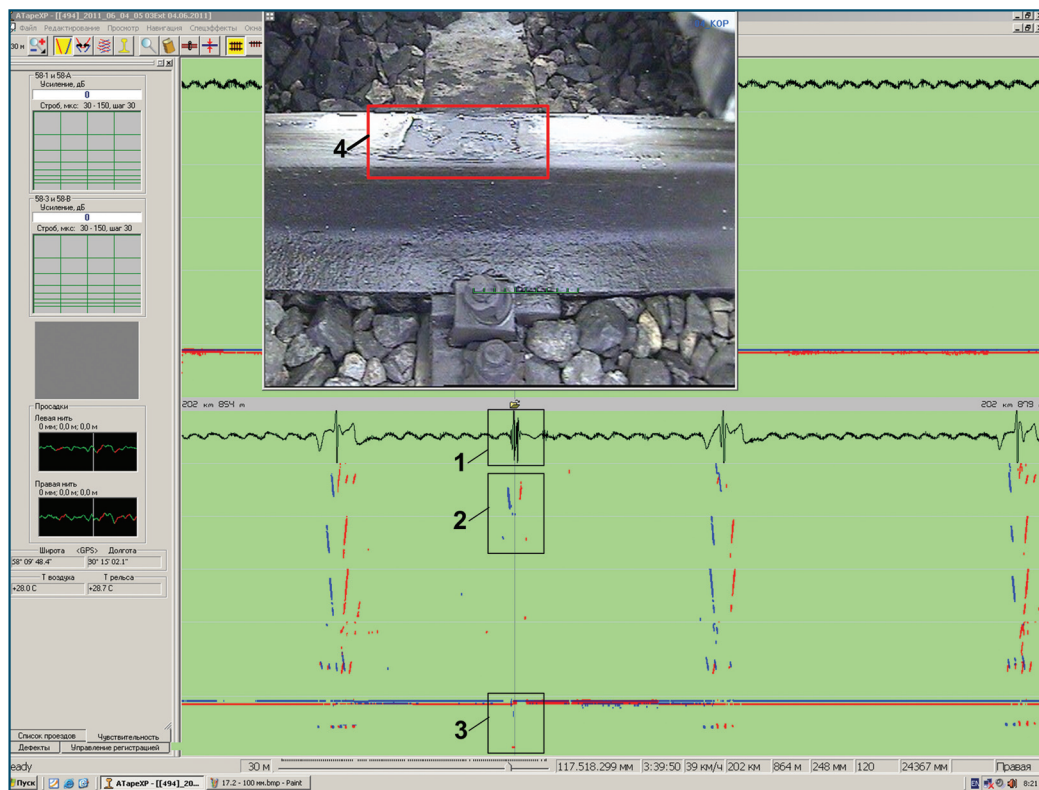 ATapeXP - [[494]_2011_06_04_05 03Ext 04.06.2011]
Файл Редактирование Просмотр Навигация Спецэффекты Окна
30 м
58-1 и 58-А
Усиление, дБ
0
Строб, мкс: 30 - 150, шаг 30
58-3 и 58-В
Усиление, дБ
0
Строб, мкс: 30 - 150, шаг 30
Просадки
Левая нить
0 мм; 0,0 м; 0,0 м
Правая нить
0 мм; 0,0 м; 0,0 м
Широта <GPS> Долгота
58° 09' 48.4" 30° 15' 02.1"
Т воздуха Т рельса
+28.0 С +28.7 С
Список проездов Чувствительность
Дефекты Управление регистрацией
КОР
4
202 км 854 м 202 км 879
1
2
3
eady 30 м 117.518.299 мм 3:39:50 39 км/ч 202 км 864 м 248 мм 120 24367 мм Правая
Пуск ATapeXP - [[494]_20... 17.2 - 100 мм.bmp - Paint EN 8:21